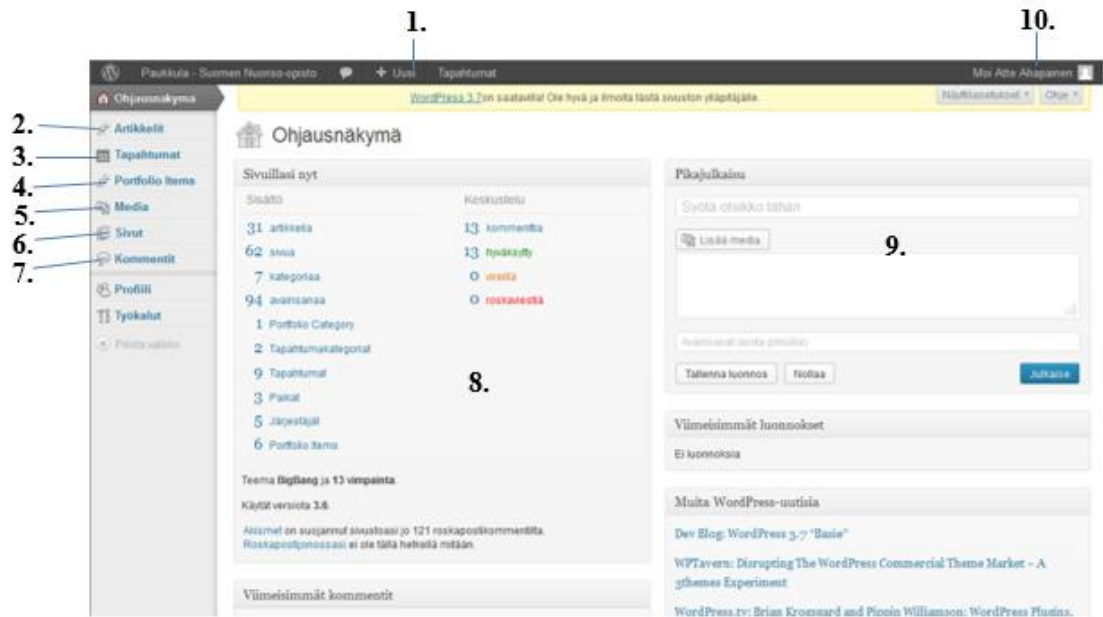 1. 10.
Paukkula - Suomen Nuoriso-opisto + Uusi Tapahtumat Moi Atte Ahapainen
Ohjausnäkymä WordPress 3.7 on saatavilla! Ole hyvä ja ilmoita tästä sivuston ylläpitäjälle. Näyttöasetukset Ohje
2. Artikkelit
3. Tapahtumat
4. Portfolio Items
5. Media
6. Sivut
7. Kommentit
Profiili
Työkalut
Piilota valikko
Ohjausnäkymä
Sivuillasi nyt
Sisältö Keskustelu
31 artikkelia 13 kommenttia
62 sivua 13 hyväksytty
7 kategoriaa 0 vireillä
94 avainsanaa 0 roskaviestiä
1 Portfolio Category
2 Tapahtumakategoriat
9 Tapahtumat
3 Paikat
5 Järjestäjät
6 Portfolio Items
8.
Teema BigBang ja 13 vimpainta.
Käytät versiota 3.6.
Akismet on suojannut sivustoasi jo 121 roskapostikommentilta.
Roskapostijonossasi ei ole tällä hetkellä mitään.
Viimeisimmät kommentit
Pikajulkaisu
Syötä otsikko tähän
Lisää media
9.
Avainsanat (erota pilkulla)
Tallenna luonnos Nollaa Julkaise
Viimeisimmät luonnokset
Ei luonnoksia
Muita WordPress-uutisia
Dev Blog: WordPress 3.7 "Basie"
WPTavern: Disrupting The WordPress Commercial Theme Market – A
3themes Experiment
WordPress.tv: Brian Krogsgard and Pippin Williamson: WordPress Plugins,